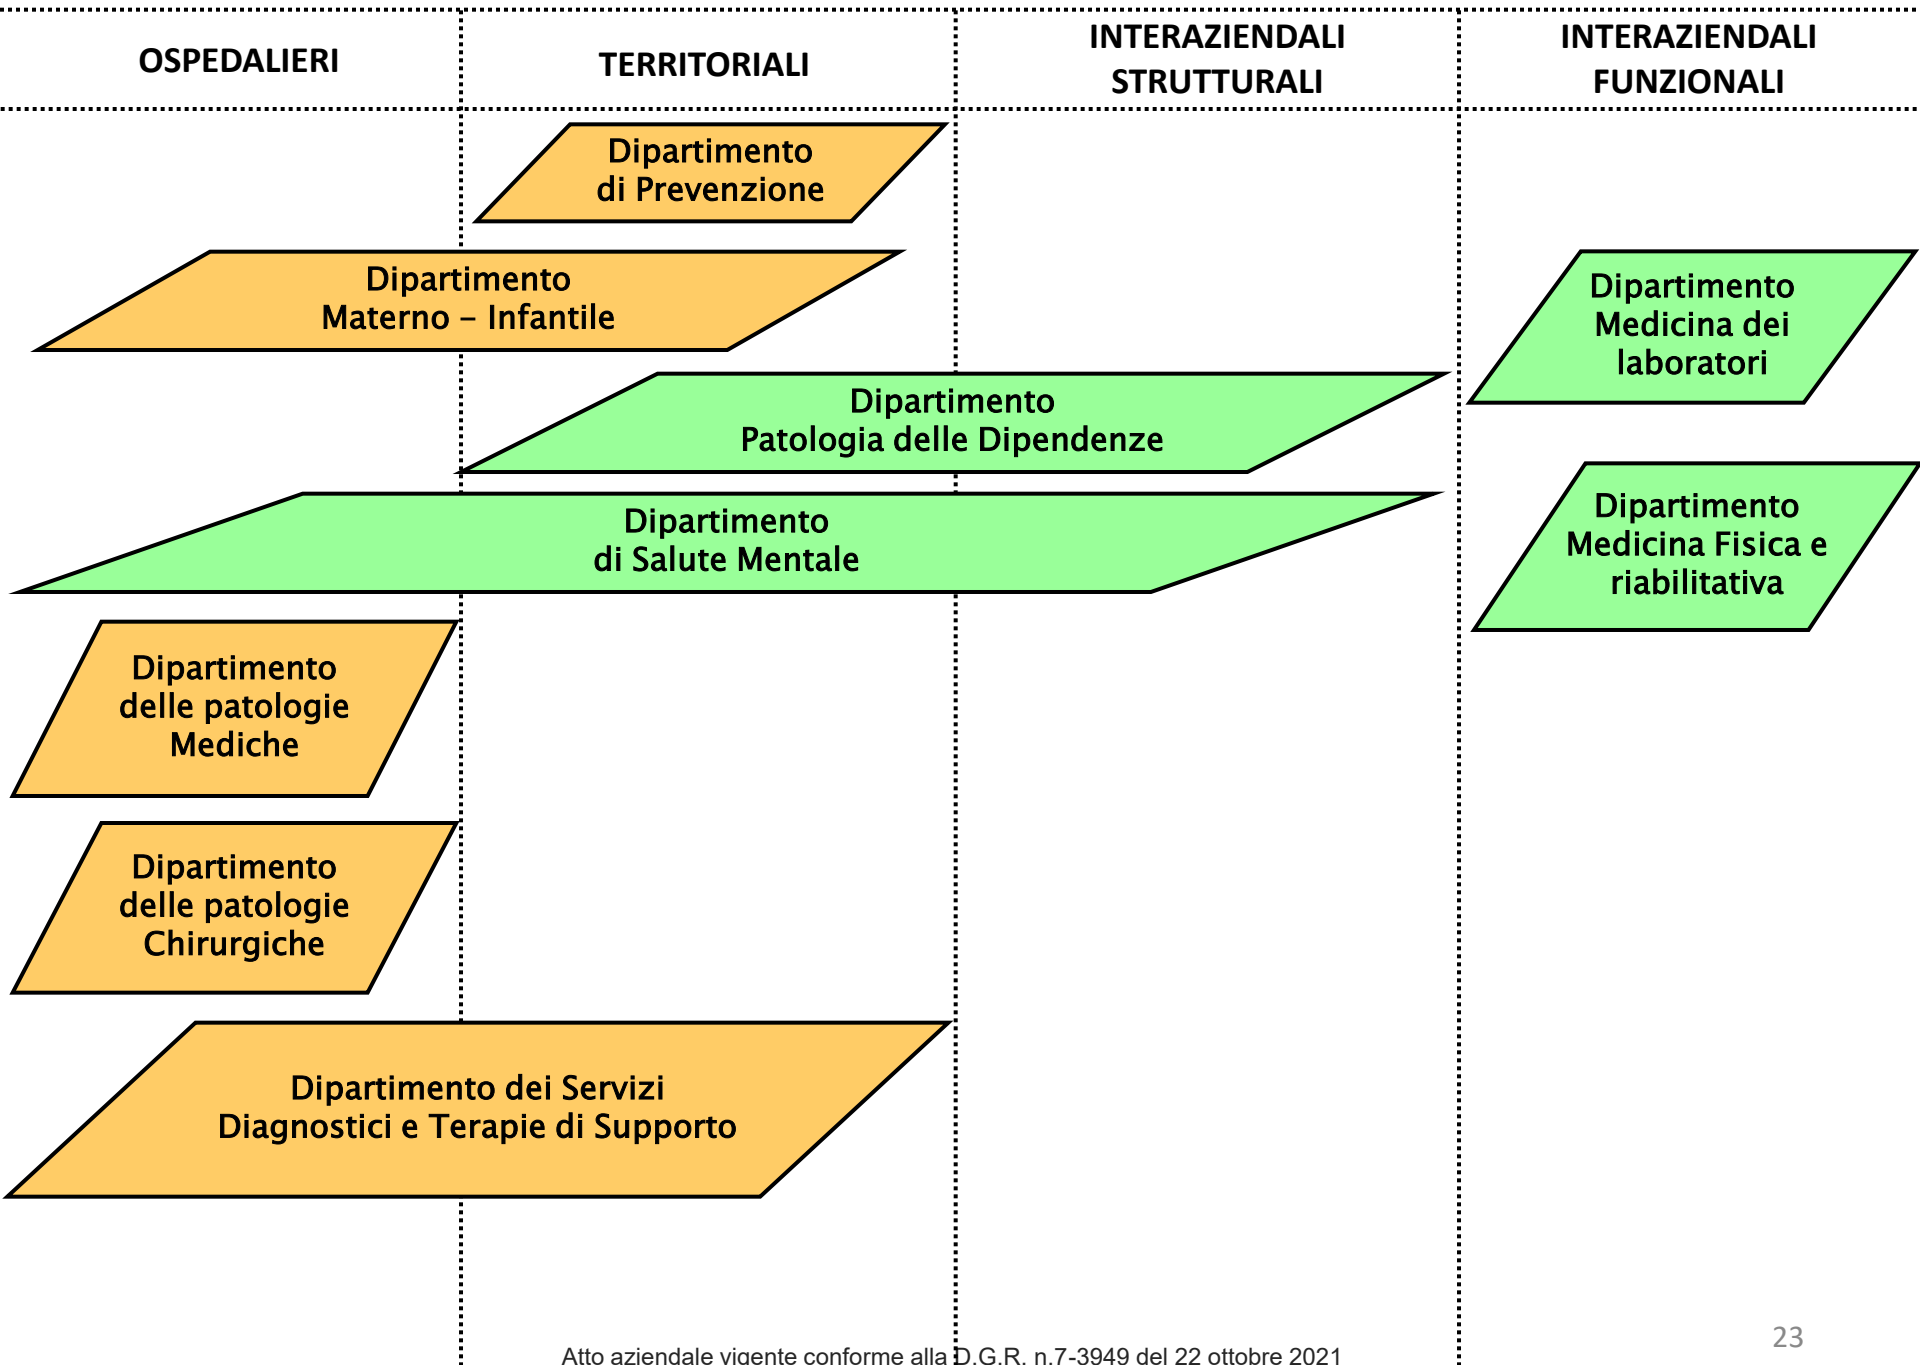 OSPEDALIERI
TERRITORIALI
INTERAZIENDALI
STRUTTURALI
INTERAZIENDALI
FUNZIONALI
Dipartimento
di Prevenzione
Dipartimento
Materno – Infantile
Dipartimento
Medicina dei
laboratori
Dipartimento
Patologia delle Dipendenze
Dipartimento
Medicina Fisica e
riabilitativa
Dipartimento
di Salute Mentale
Dipartimento
delle patologie
Mediche
Dipartimento
delle patologie
Chirurgiche
Dipartimento dei Servizi
Diagnostici e Terapie di Supporto
23
Atto aziendale vigente conforme alla D.G.R. n.7-3949 del 22 ottobre 2021